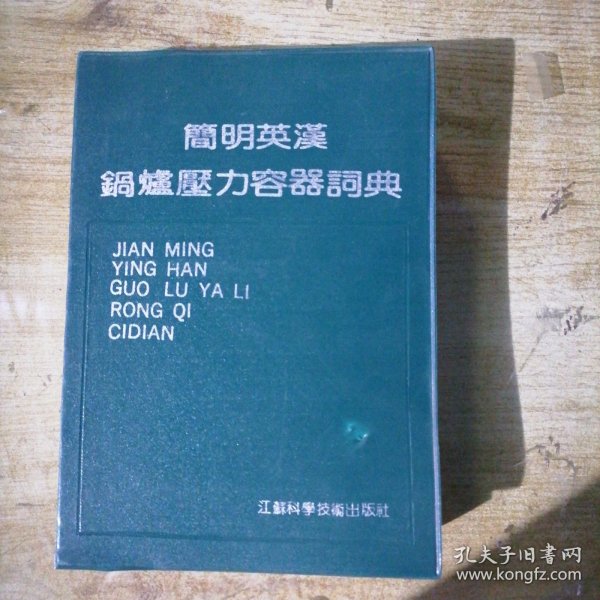 簡明英漢
鍋爐壓力容器詞典
JIAN MING
YING HAN
GUO LU YA LI
RONG QI
CIDIAN
江蘇科學技術出版社
孔夫子旧書网
www.kongfz.com